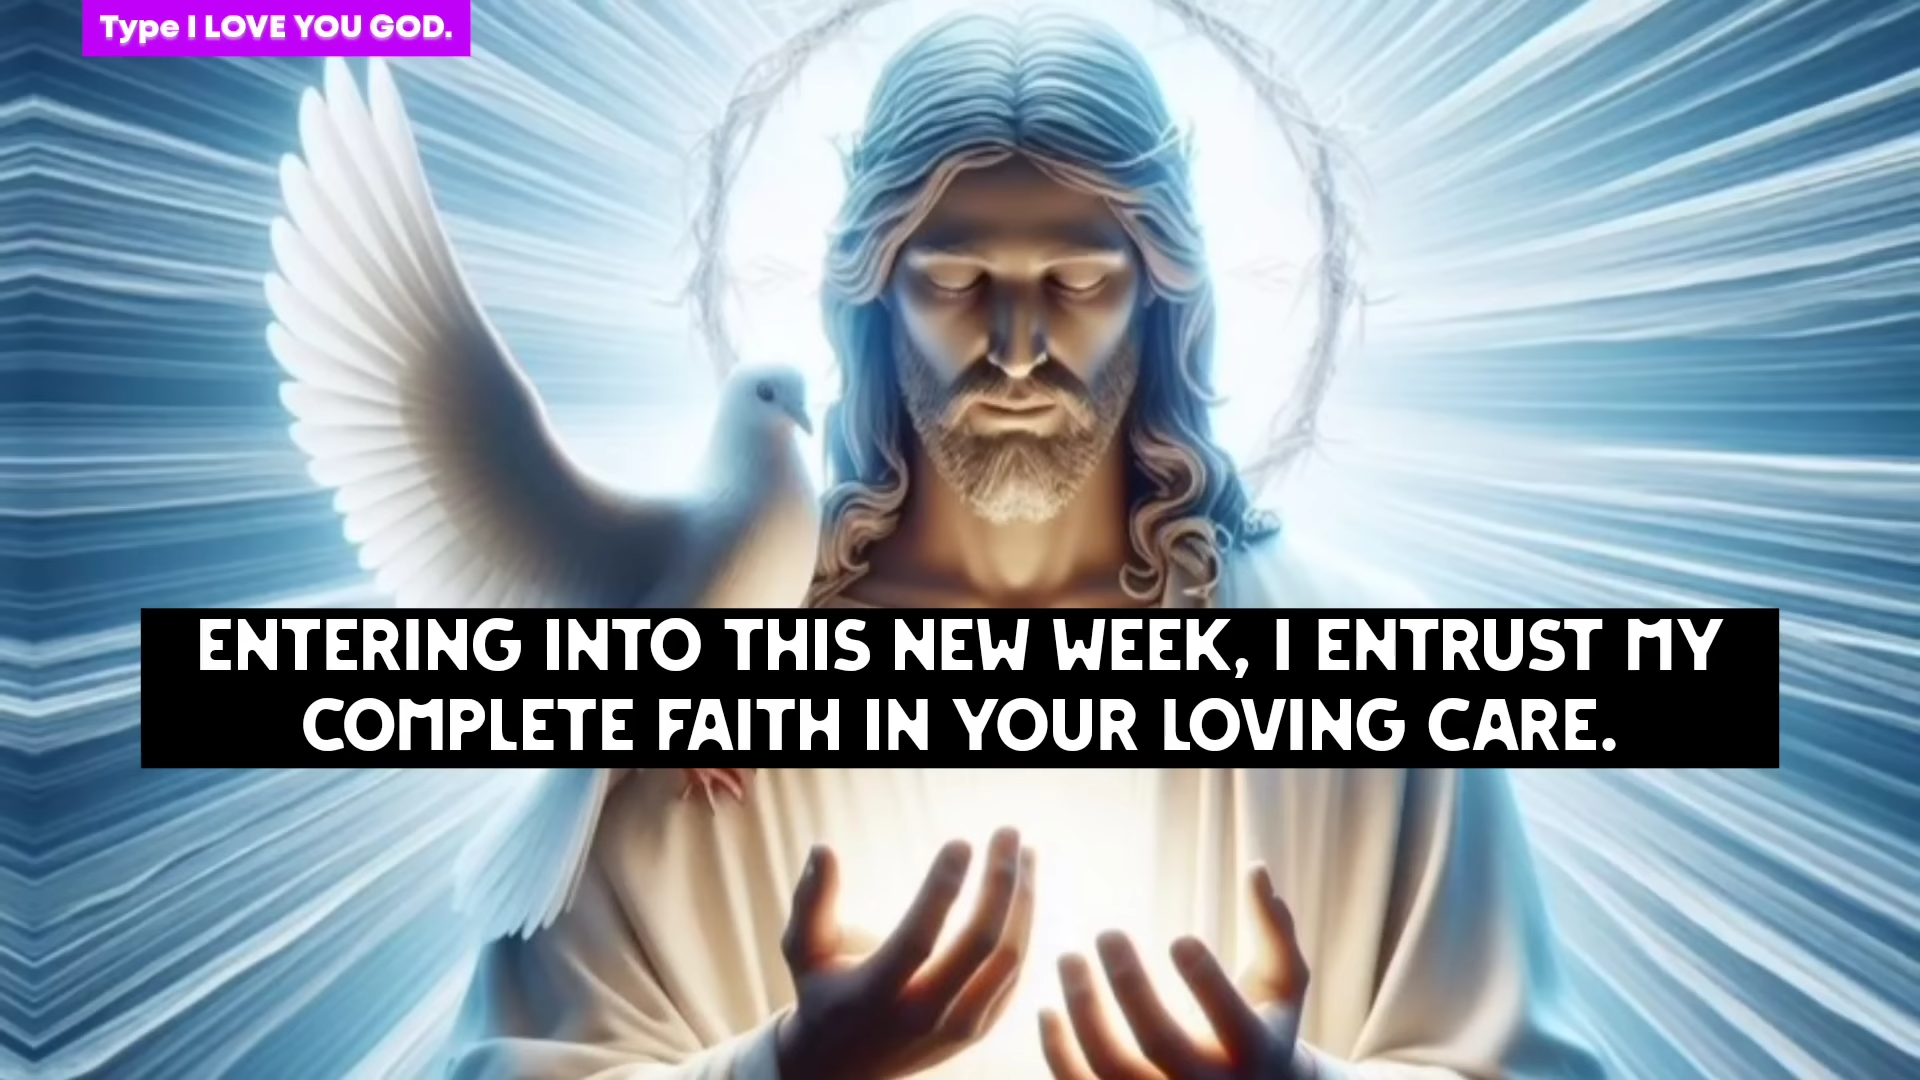 Type I LOVE YOU GOD.
ENTERING INTO THIS NEW WEEK, I ENTRUST MY
COMPLETE FAITH IN YOUR LOVING CARE.